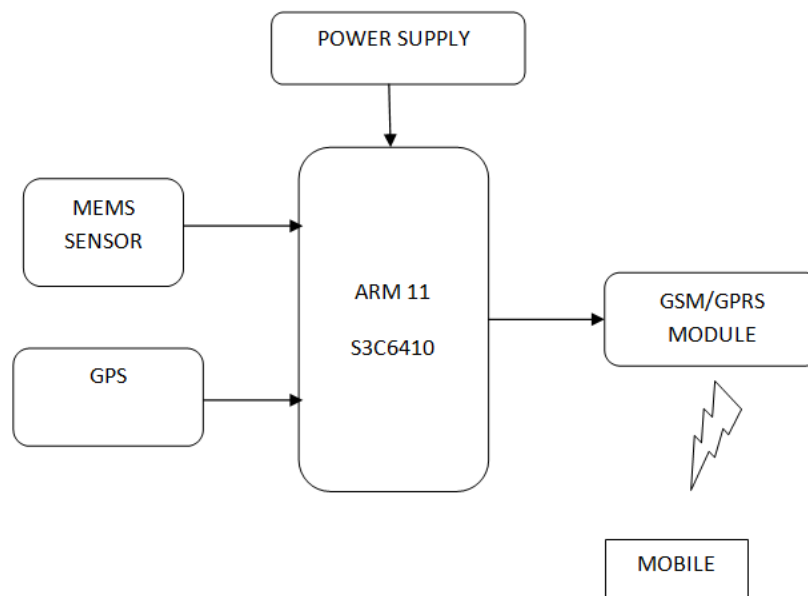 POWER SUPPLY
MEMS
SENSOR
ARM 11
S3C6410
GSM/GPRS
MODULE
GPS
MOBILE